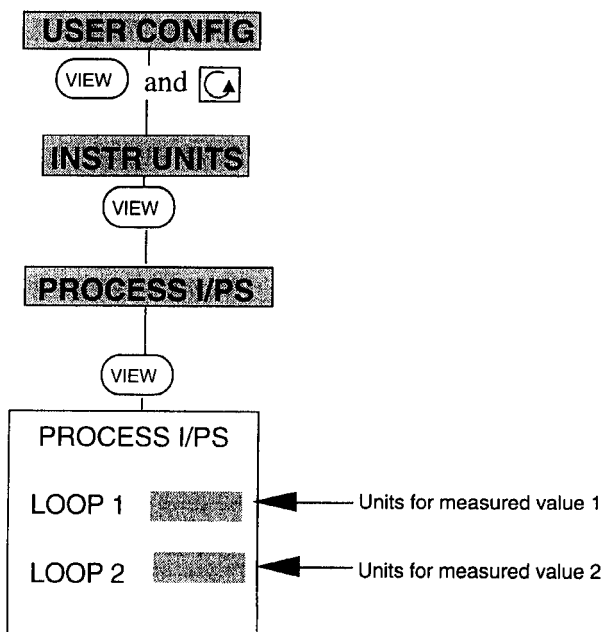 USER CONFIG
VIEW and
INSTR UNITS
VIEW
PROCESS I/PS
VIEW
PROCESS I/PS
LOOP 1 Units for measured value 1
LOOP 2 Units for measured value 2